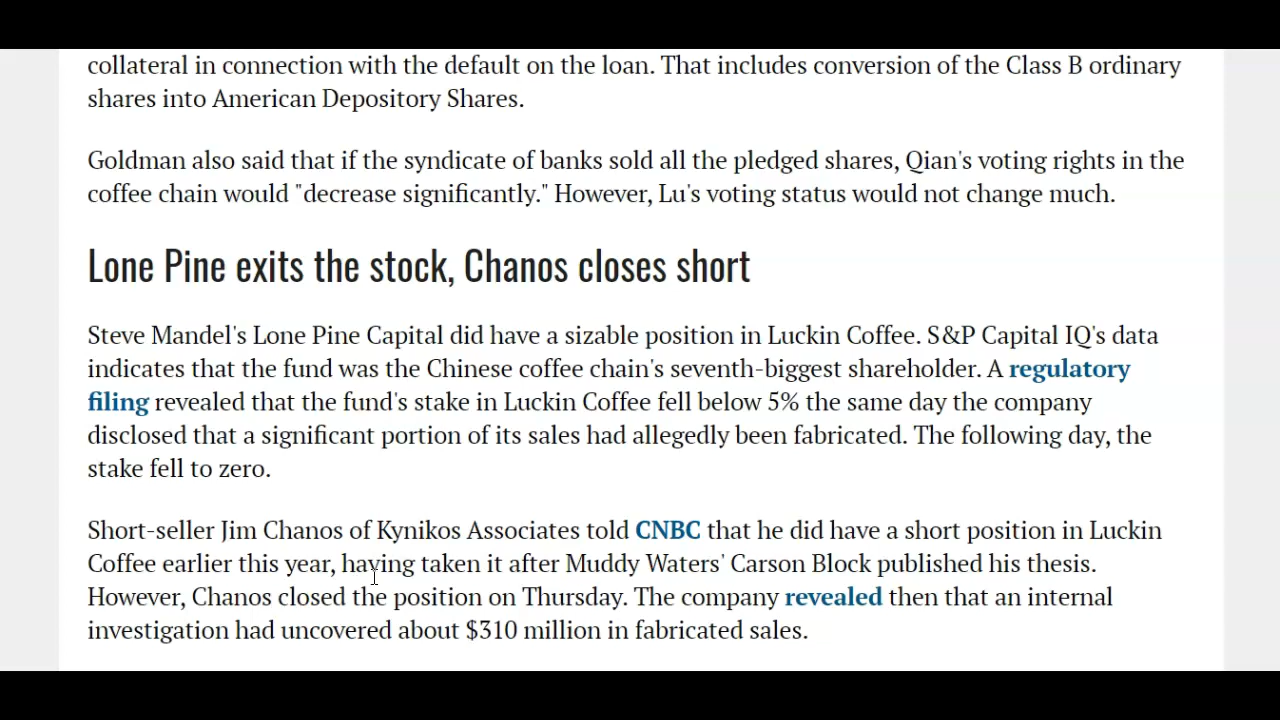 collateral in connection with the default on the loan. That includes conversion of the Class B ordinary
shares into American Depository Shares.
Goldman also said that if the syndicate of banks sold all the pledged shares, Qian's voting rights in the
coffee chain would "decrease significantly." However, Lu's voting status would not change much.
Lone Pine exits the stock, Chanos closes short
Steve Mandel's Lone Pine Capital did have a sizable position in Luckin Coffee. S&P Capital IQ's data
indicates that the fund was the Chinese coffee chain's seventh-biggest shareholder. A regulatory
filing revealed that the fund's stake in Luckin Coffee fell below 5% the same day the company
disclosed that a significant portion of its sales had allegedly been fabricated. The following day, the
stake fell to zero.
Short-seller Jim Chanos of Kynikos Associates told CNBC that he did have a short position in Luckin
Coffee earlier this year, having taken it after Muddy Waters' Carson Block published his thesis.
However, Chanos closed the position on Thursday. The company revealed then that an internal
investigation had uncovered about $310 million in fabricated sales.